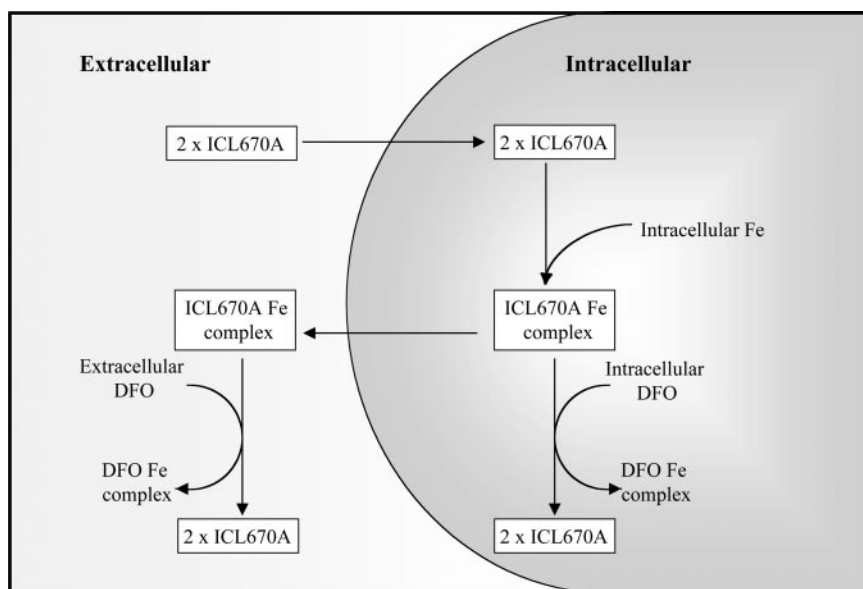 Extracellular
Intracellular
2 x ICL670A
2 x ICL670A
Intracellular Fe
ICL670A Fe
complex
ICL670A Fe
complex
Extracellular
DFO
Intracellular
DFO
DFO Fe
complex
DFO Fe
complex
2 x ICL670A
2 x ICL670A